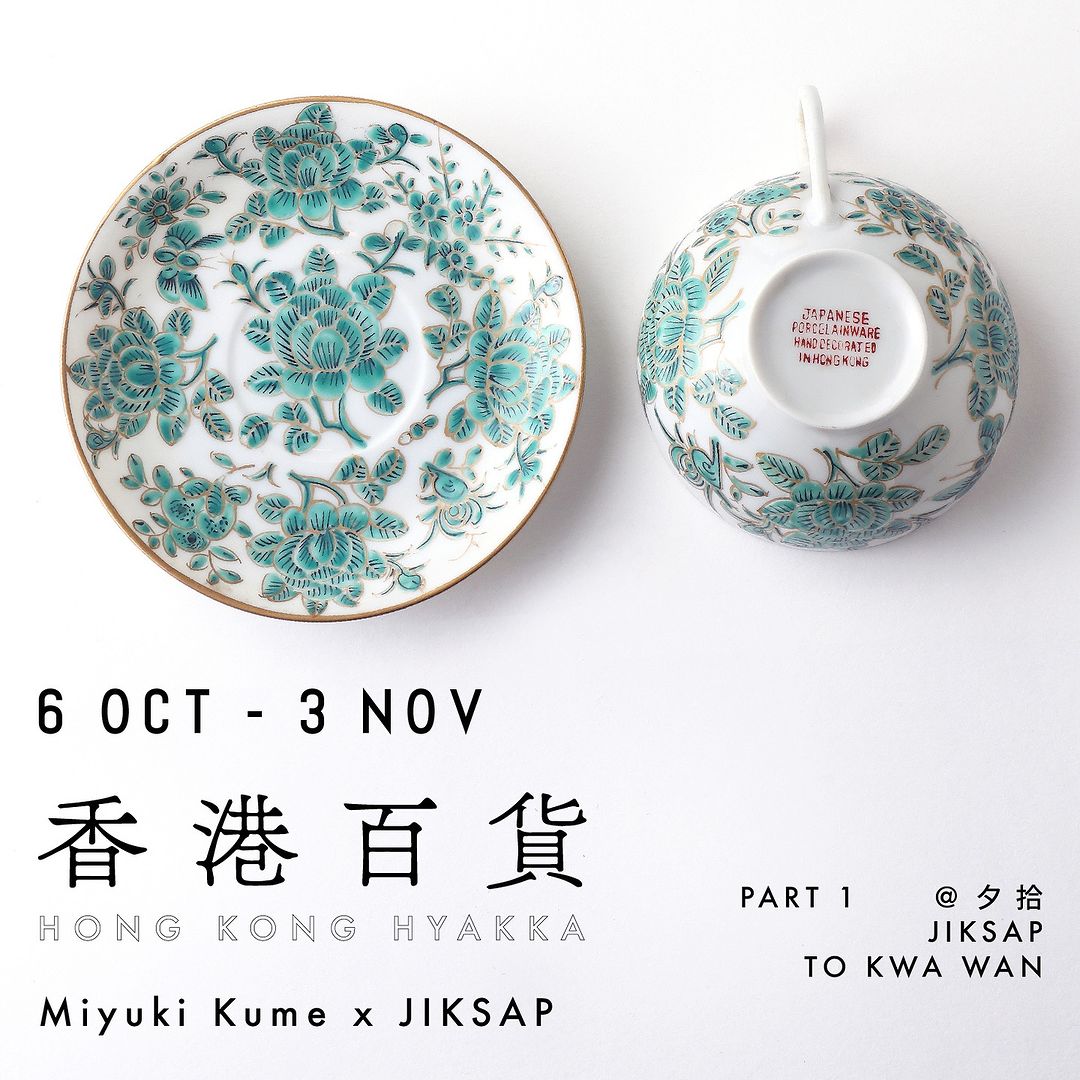 JAPANESE
PORCELAINWARE
HAND DECORATED
IN HONG KONG
6 OCT - 3 NOV
香港百貨
HONG KONG HYAKKA
Miyuki Kume x JIKSAP
PART 1 @夕拾
JIKSAP
TO KWA WAN